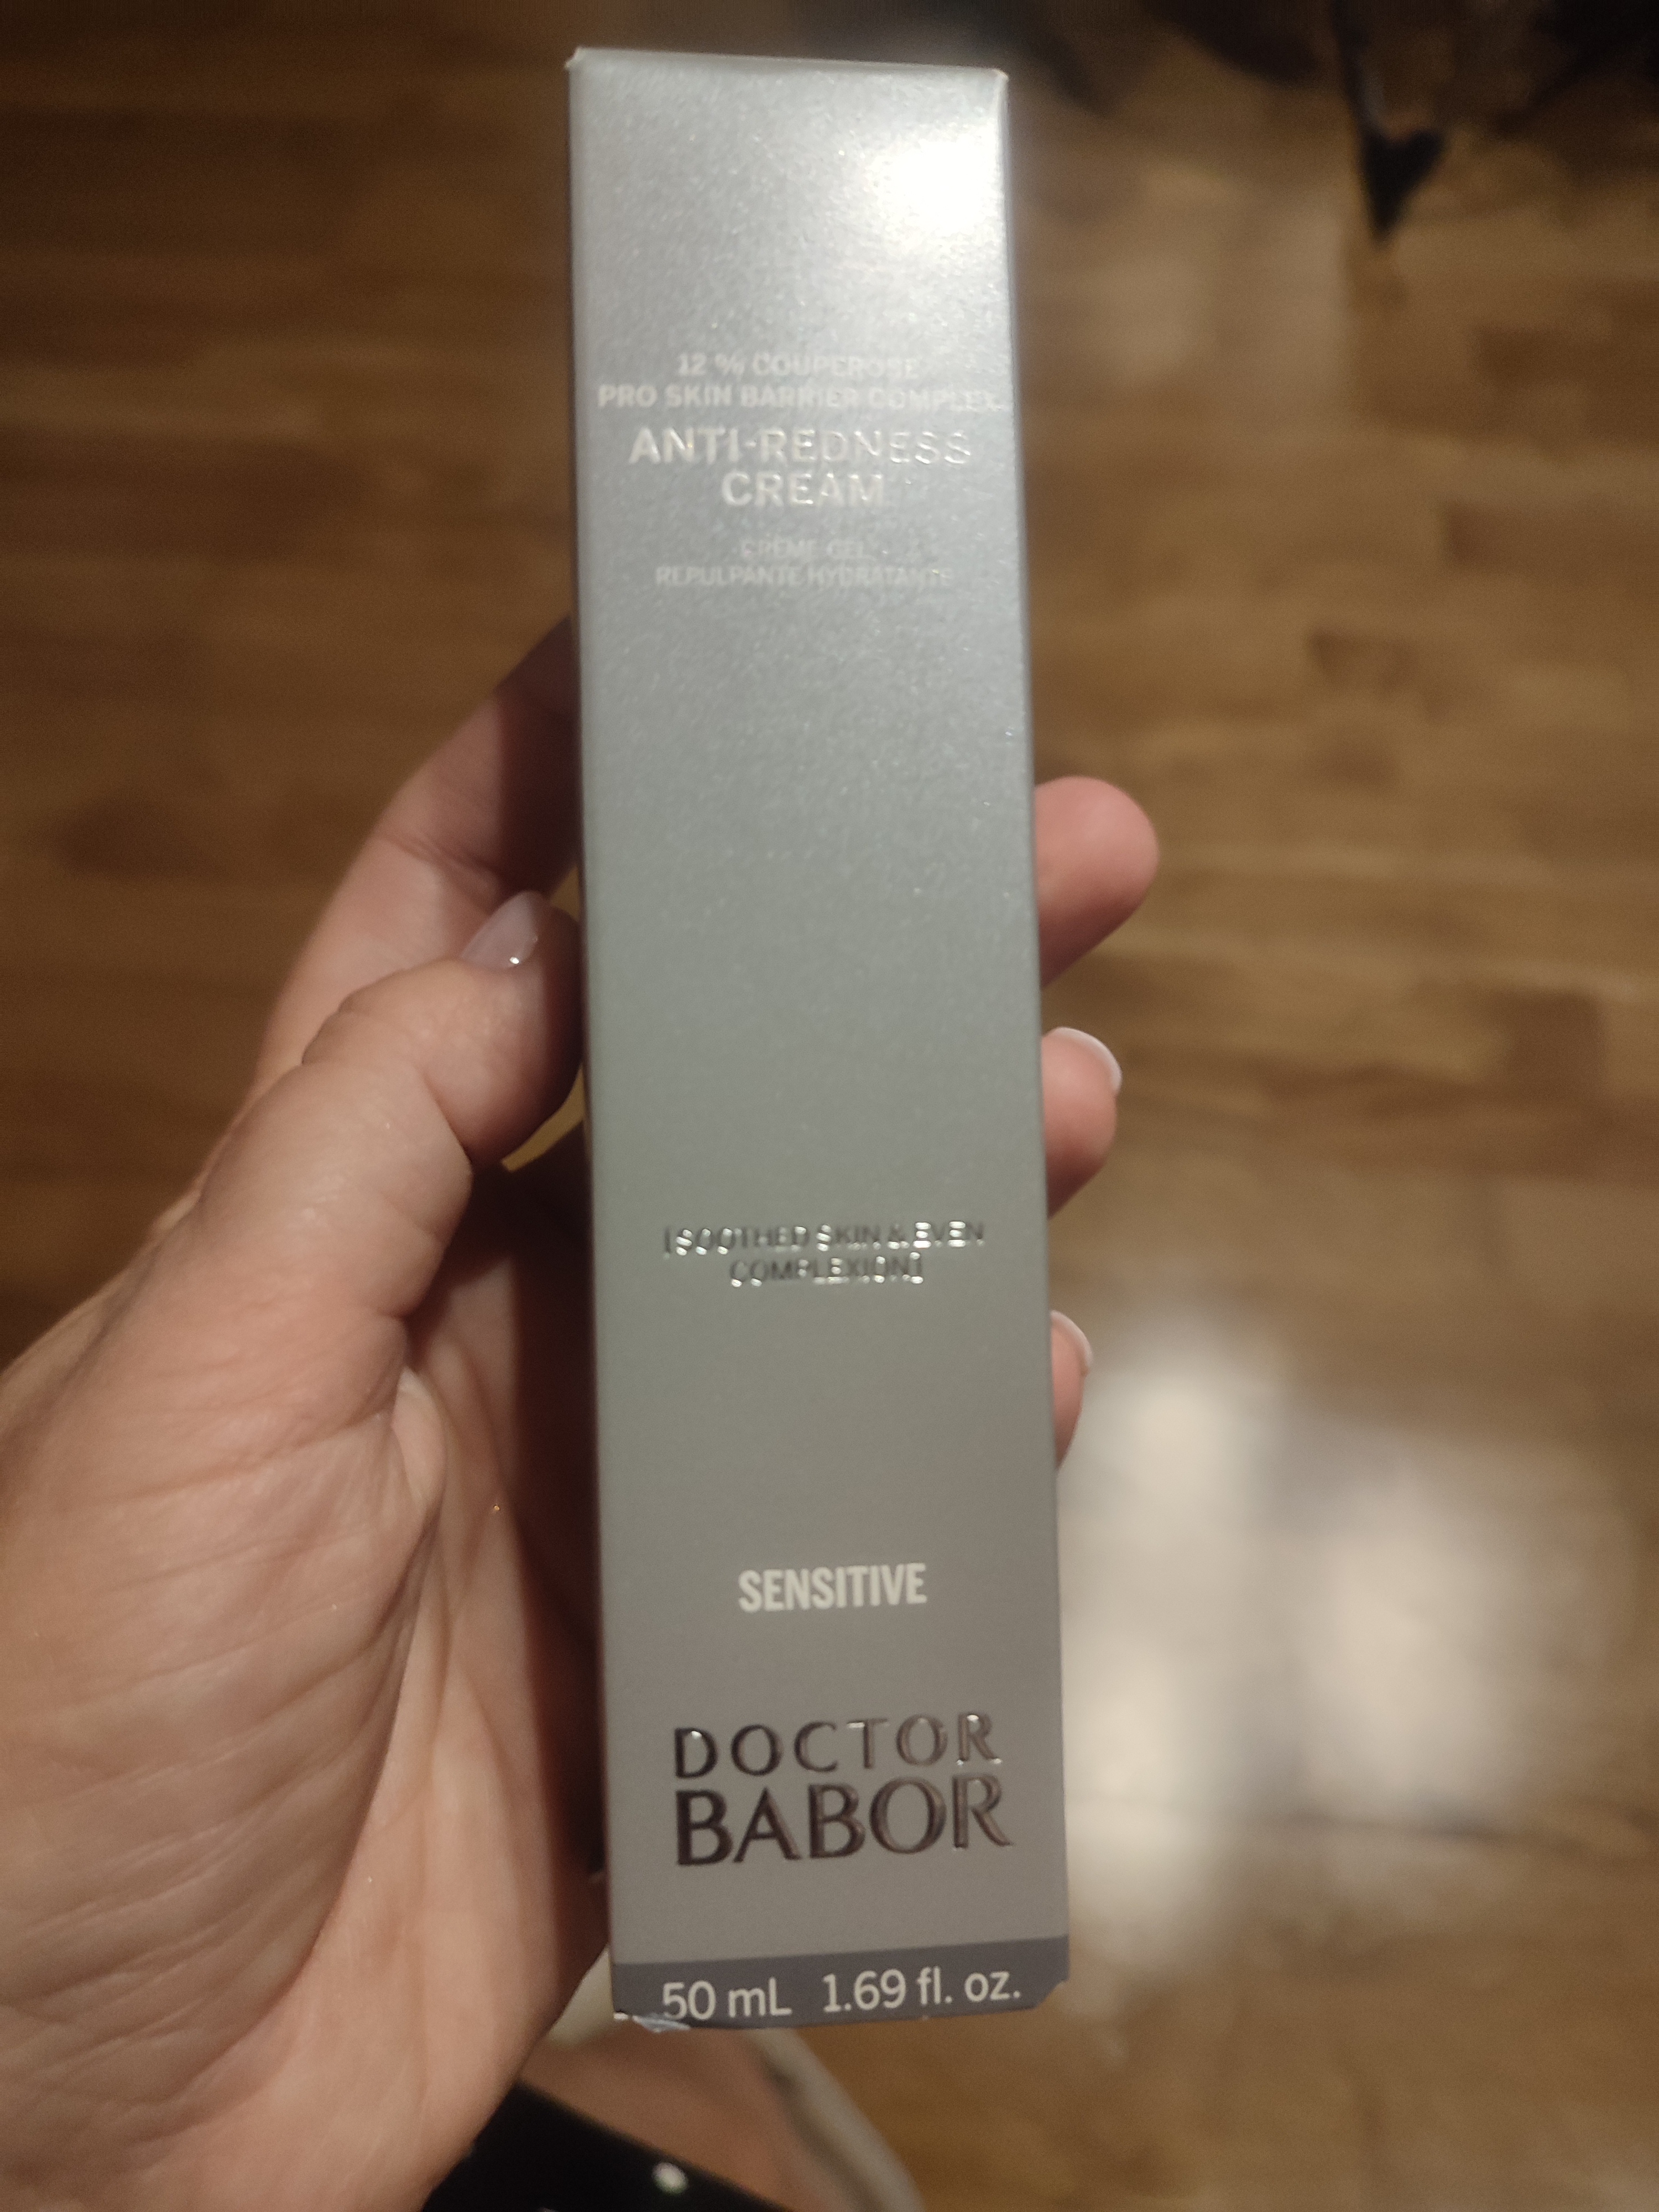 12 % COUPEROSE
PRO SKIN BARRIER COMPLEX
ANTI-REDNESS
CREAM
CRÈME GEL
REPULPANTE HYDRATANTE
[SOOTHED SKIN & EVEN
COMPLEXION]
SENSITIVE
DOCTOR
BABOR
50 mL 1.69 fl. oz.